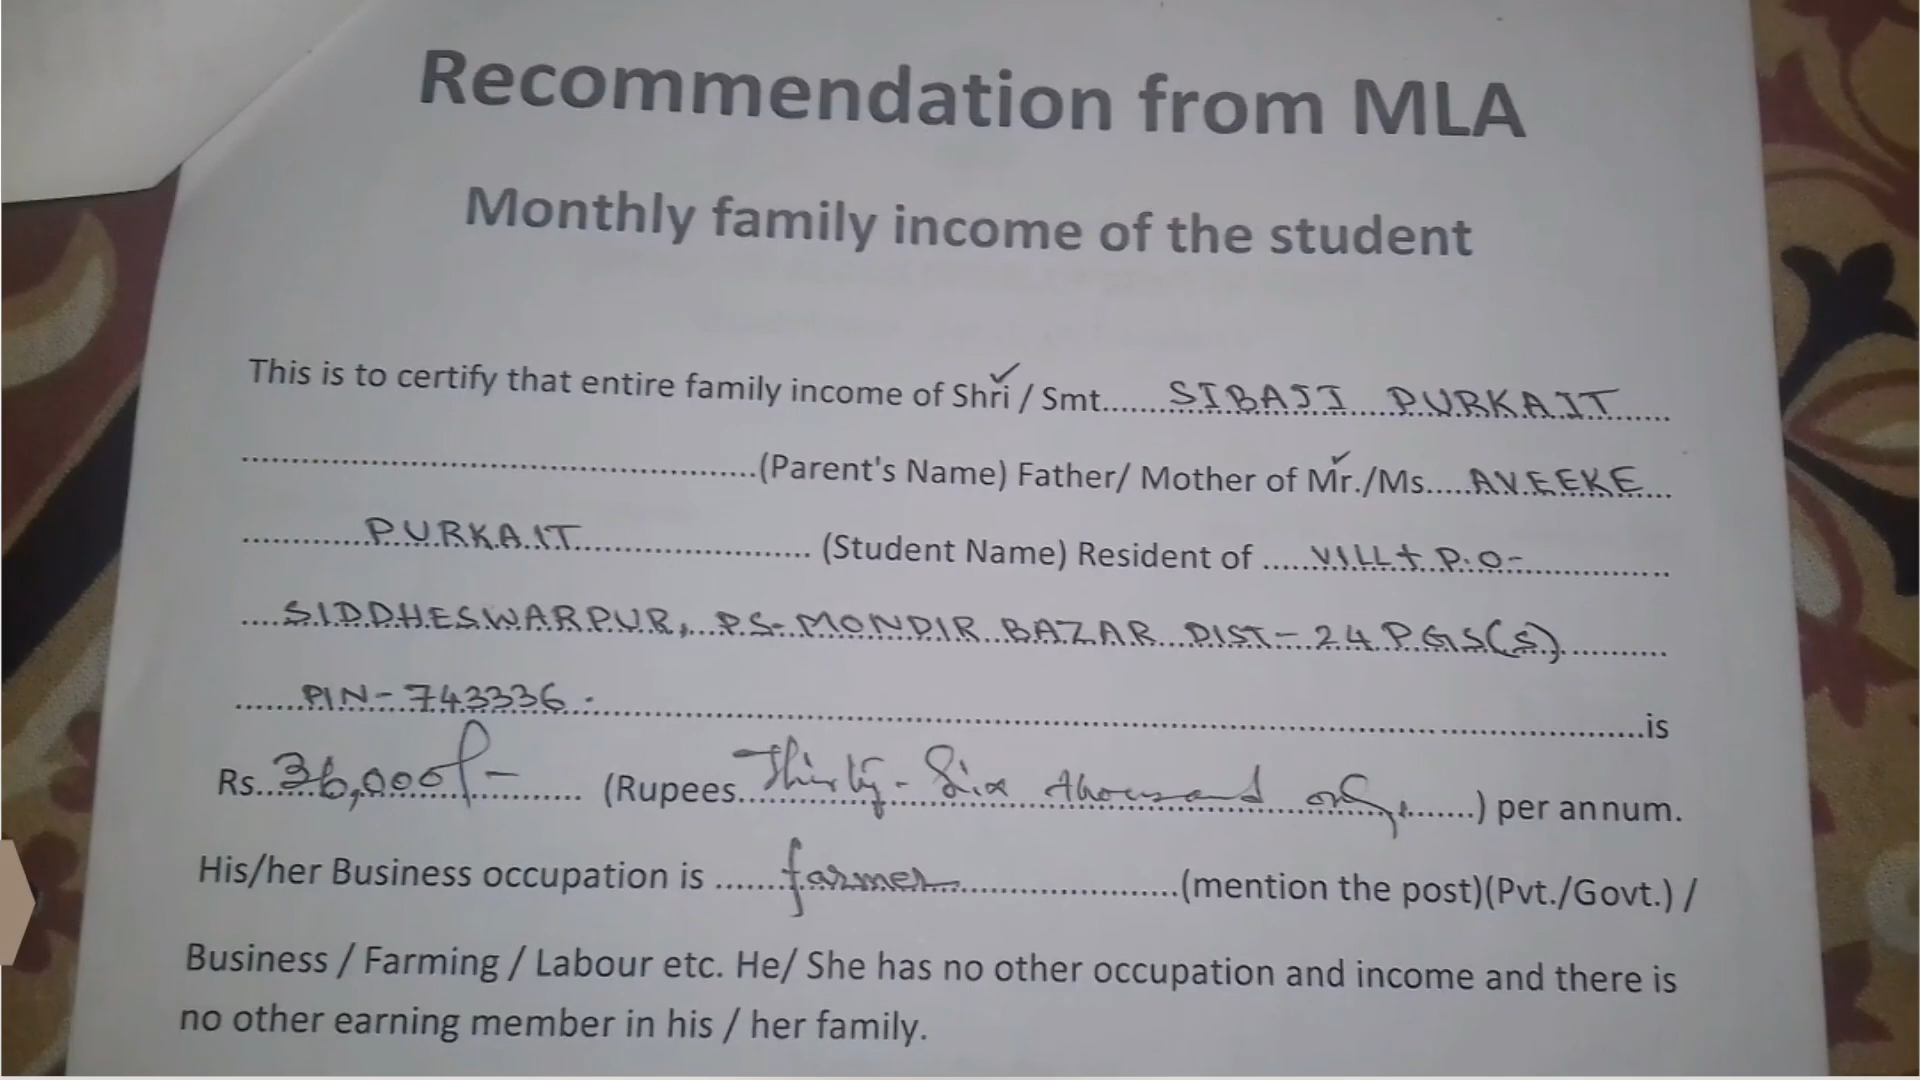 Recommendation from MLA
Monthly family income of the student
This is to certify that entire family income of Shri / Smt.......SIBAJI....PURKAIT......
....................................................(Parent's Name) Father/ Mother of Mr./Ms.....AVEEKE...
............PURKAIT....................... (Student Name) Resident of .....VILL+ P.O-...............
....SIDDHESWARPUR, PS-MONDIR BAZAR DIST-24 PGS(S)...........
.......PIN-743336.........................................................................................................is
Rs..36,000/-........... (Rupees..Thirty-Six thousand only.......) per annum.
His/her Business occupation is ......farmer......................(mention the post)(Pvt./Govt.) /
Business / Farming / Labour etc. He/ She has no other occupation and income and there is
no other earning member in his / her family.